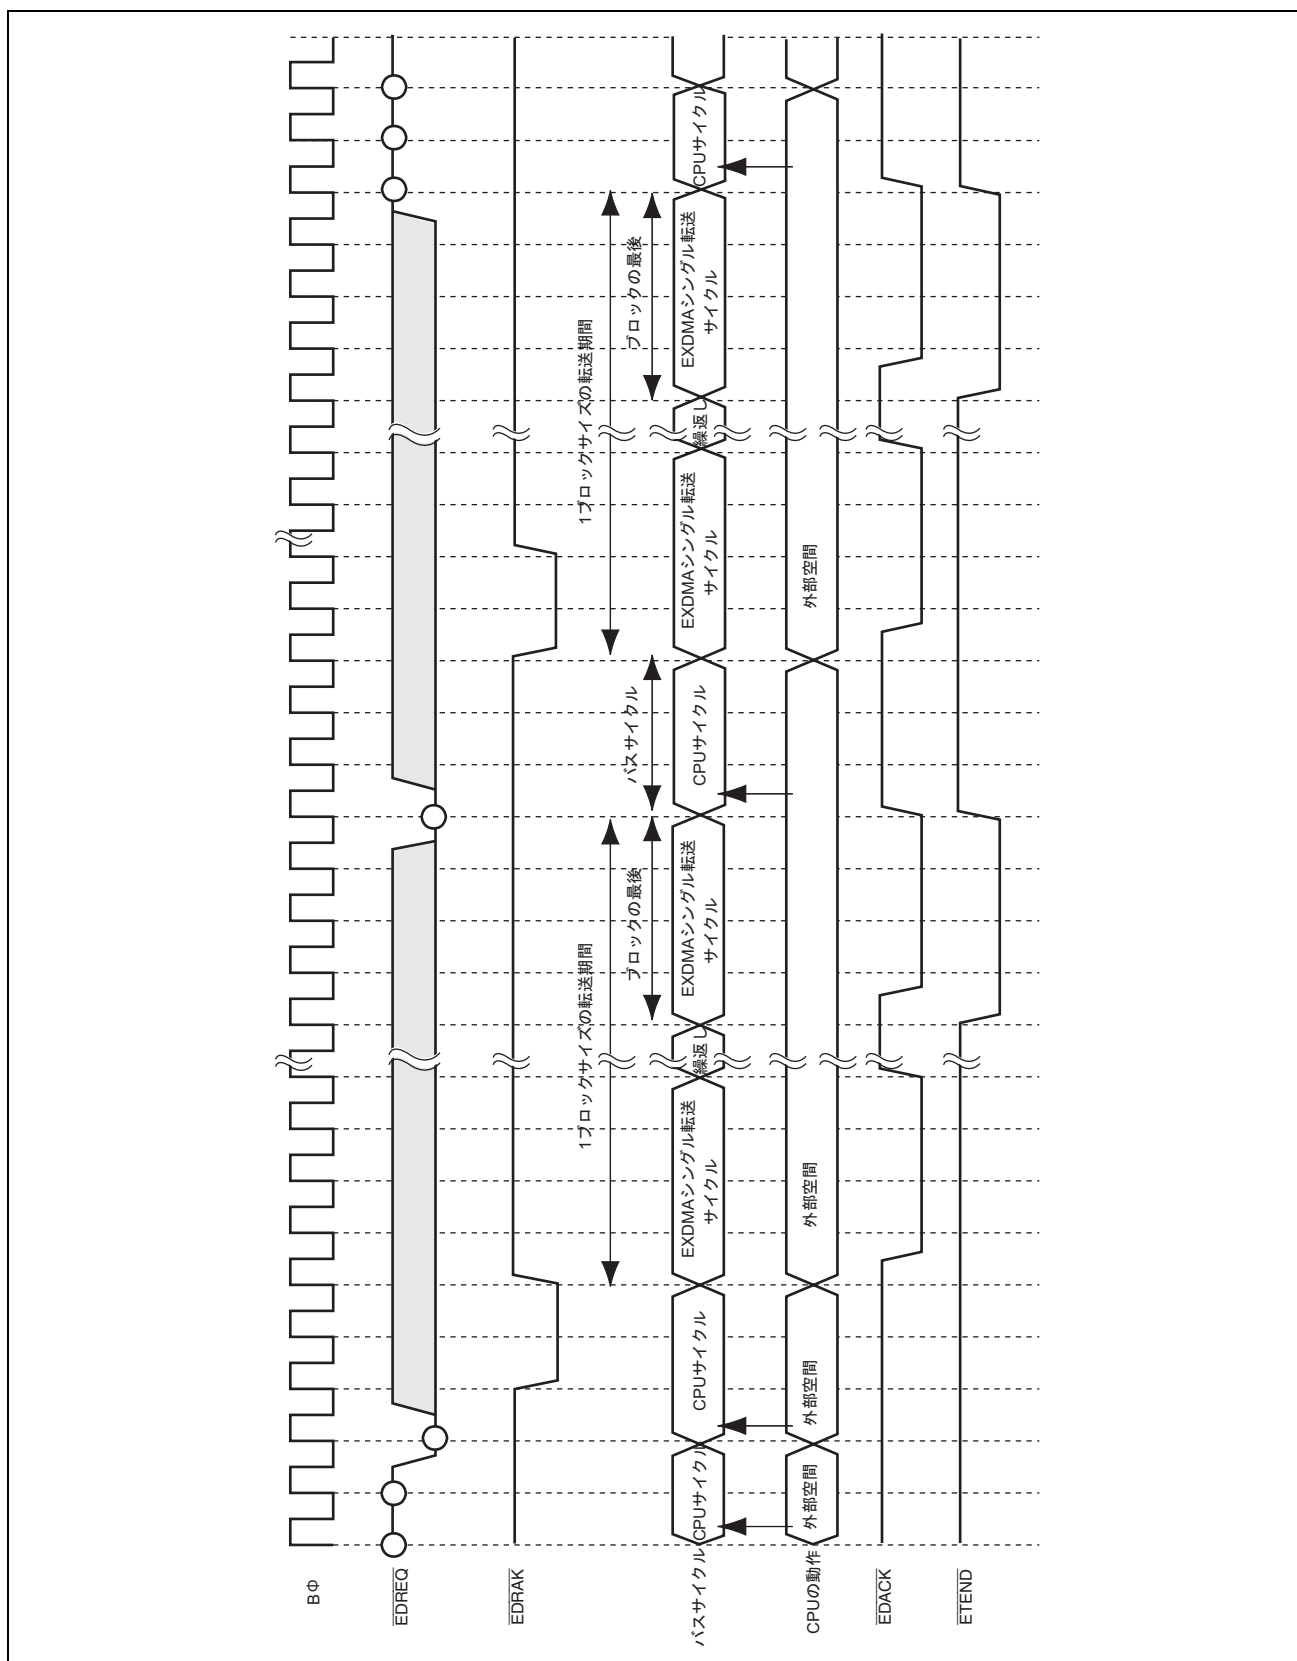 Bφ
EDREQ
EDRAK
1ブロックサイズの転送期間
1ブロックサイズの転送期間
ブロックの最後
バスサイクル
ブロックの最後
バスサイクル
CPUサイクル
CPUサイクル
EXDMAシングル転送
サイクル
繰返し
EXDMAシングル転送
サイクル
CPUサイクル
EXDMAシングル転送
サイクル
繰返し
EXDMAシングル転送
サイクル
CPUサイクル
CPUの動作
外部空間
外部空間
外部空間
外部空間
EDACK
ETEND